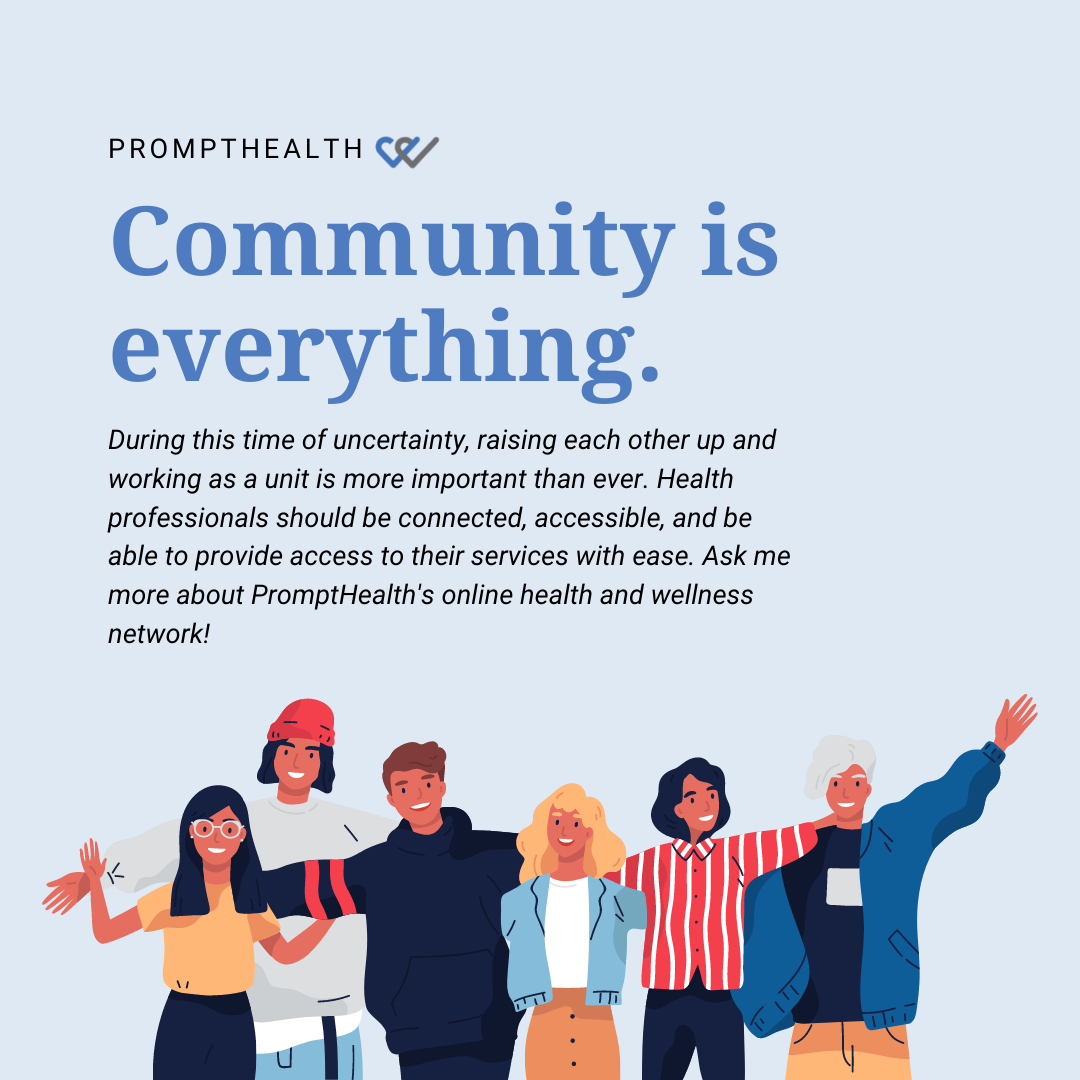 PROMPTHEALTH
Community is
everything.
During this time of uncertainty, raising each other up and
working as a unit is more important than ever. Health
professionals should be connected, accessible, and be
able to provide access to their services with ease. Ask me
more about PromptHealth's online health and wellness
network!